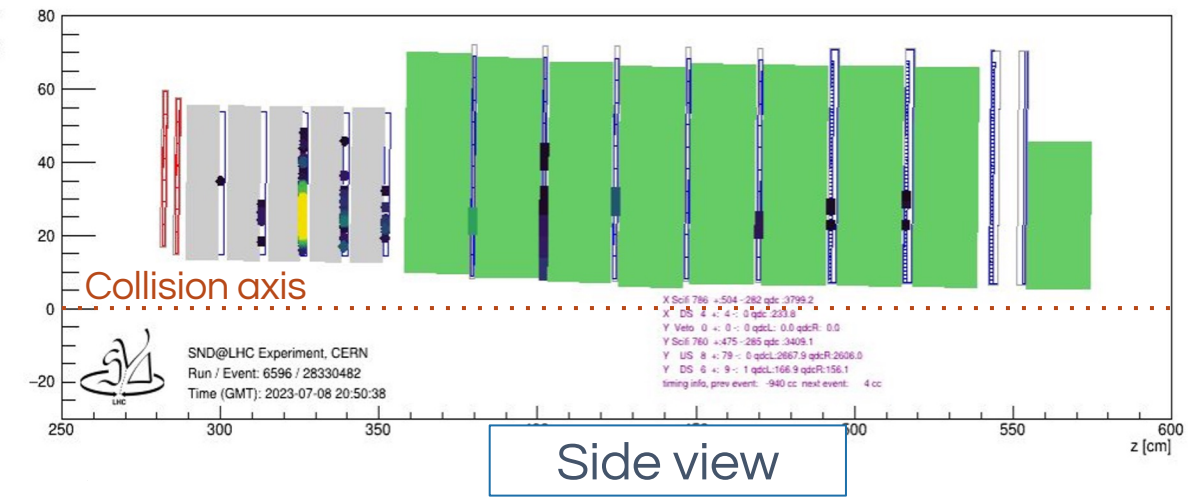 80
60
40
20
0
−20
Collision axis
SND@LHC Experiment, CERN
Run / Event: 6596 / 28330482
Time (GMT): 2023-07-08 20:50:38
LHC
X Scifi 786 +:504 -:282 qdc :3799.2
X DS 4 +: 4 -: 0 qdc :233.8
Y Veto 0 +: 0 -: 0 qdcL: 0.0 qdcR: 0.0
Y Scifi 760 +:475 -:285 qdc :3409.1
Y US 8 +: 79 -: 0 qdcL:2667.9 qdcR:2606.0
Y DS 6 +: 9 -: 1 qdcL:166.9 qdcR:156.1
timing info, prev event: -940 cc next event: 4 cc
250 300 350 550 600
z [cm]
Side view